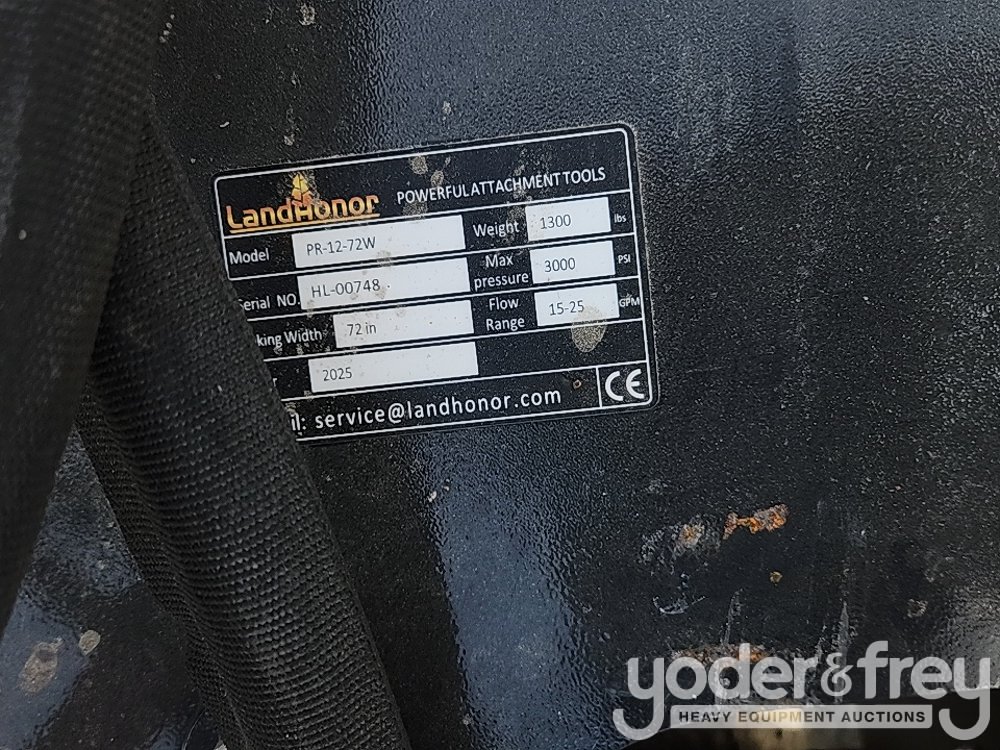 LandHonor POWERFUL ATTACHMENT TOOLS
Model PR-12-72W Weight 1300 lbs
Serial NO. HL-00748 Max pressure 3000 PSI
king Width 72 in Flow Range 15-25 GPM
2025
il: service@landhonor.com CE
yoder&frey
HEAVY EQUIPMENT AUCTIONS